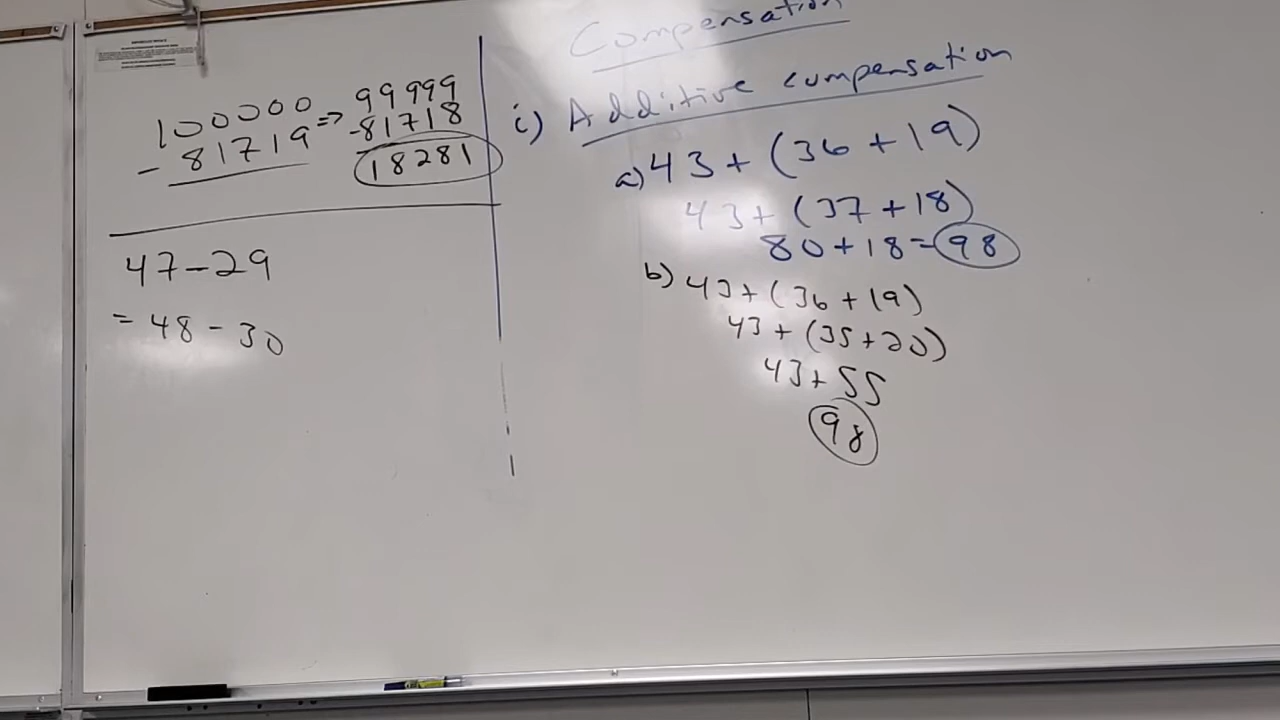 100000 => 99999
- 81719 -81718
18281
47-29
= 48 - 30
Compensation
i) Additive compensation
a) 43 + (36 + 19)
43 + (37 + 18)
80 + 18 = 98
b) 43 + (36 + 19)
43 + (35 + 20)
43 + 55
98